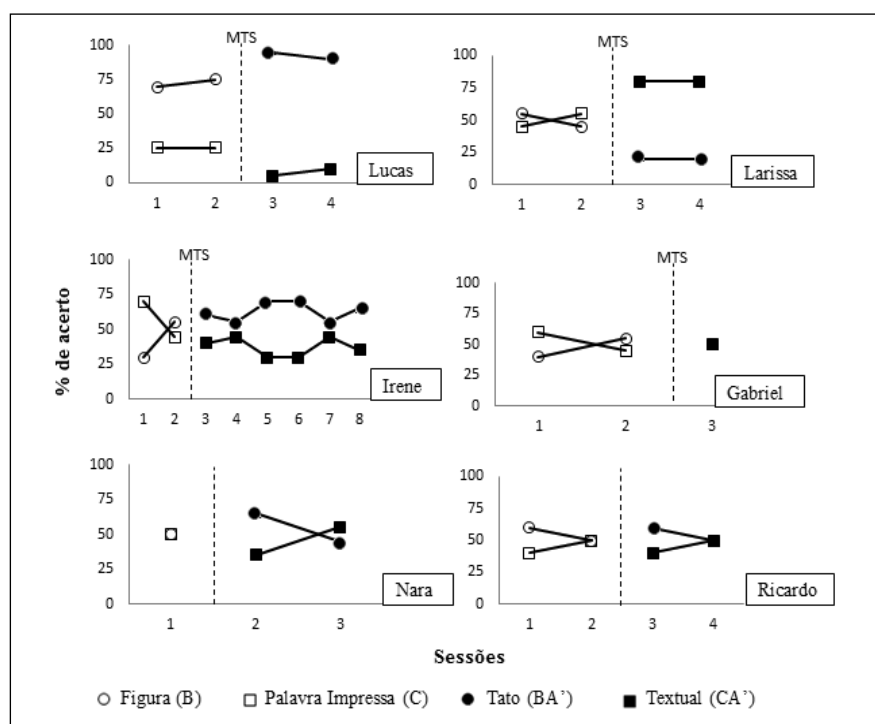 MTS
100
75
50
25
0
1 2 3 4
Lucas
MTS
100
75
50
25
0
1 2 3 4
Larissa
% de acerto
MTS
100
75
50
25
0
1 2 3 4 5 6 7 8
Irene
MTS
100
75
50
25
0
1 2 3
Gabriel
100
75
50
25
0
1 2 3
Nara
100
75
50
25
0
1 2 3 4
Ricardo
Sessões
Figura (B) Palavra Impressa (C) Tato (BA’) Textual (CA’)